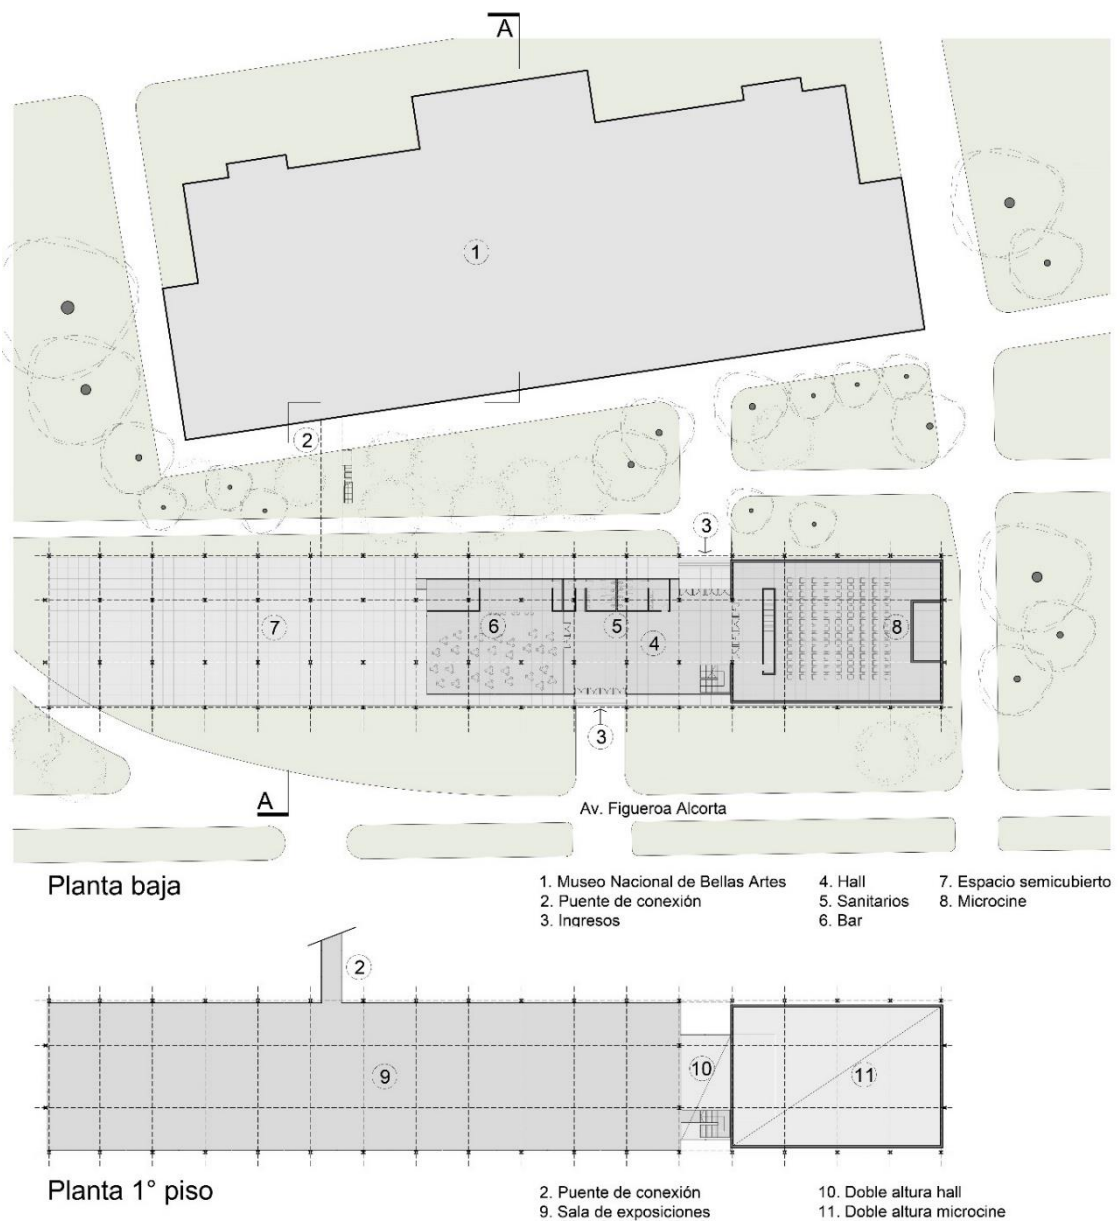 A
1
2
3
7
6
5
4
8
3
A
Av. Figueroa Alcorta
Planta baja
1. Museo Nacional de Bellas Artes
2. Puente de conexión
3. Ingresos
4. Hall
5. Sanitarios
6. Bar
7. Espacio semicubierto
8. Microcine
2
9
10
11
Planta 1° piso
2. Puente de conexión
9. Sala de exposiciones
10. Doble altura hall
11. Doble altura microcine